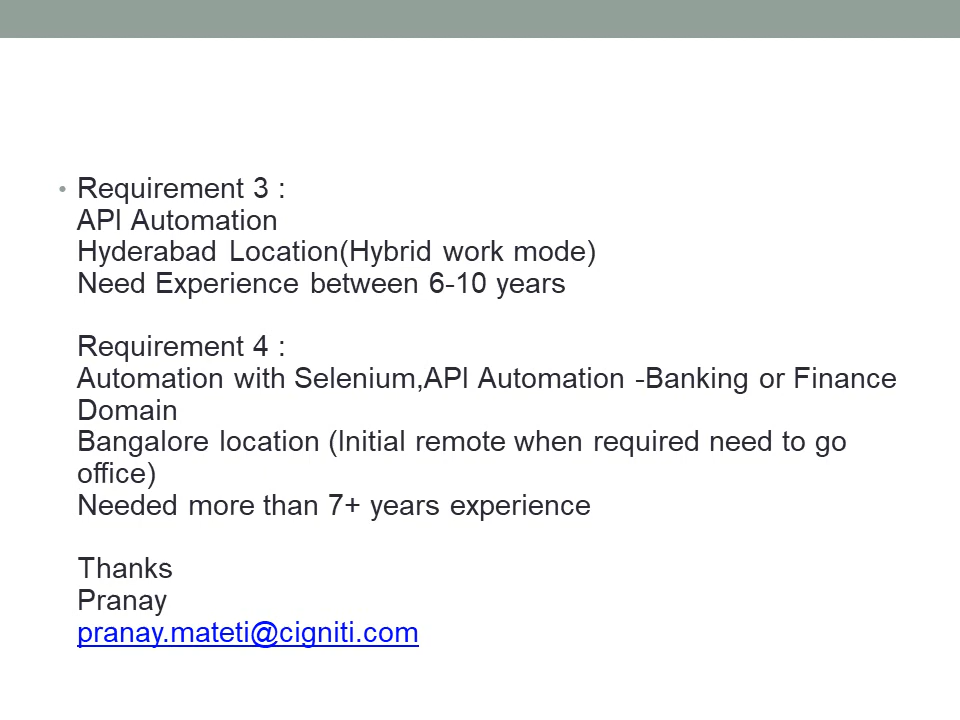 • Requirement 3 :
API Automation
Hyderabad Location(Hybrid work mode)
Need Experience between 6-10 years
Requirement 4 :
Automation with Selenium,API Automation -Banking or Finance
Domain
Bangalore location (Initial remote when required need to go
office)
Needed more than 7+ years experience
Thanks
Pranay
pranay.mateti@cigniti.com